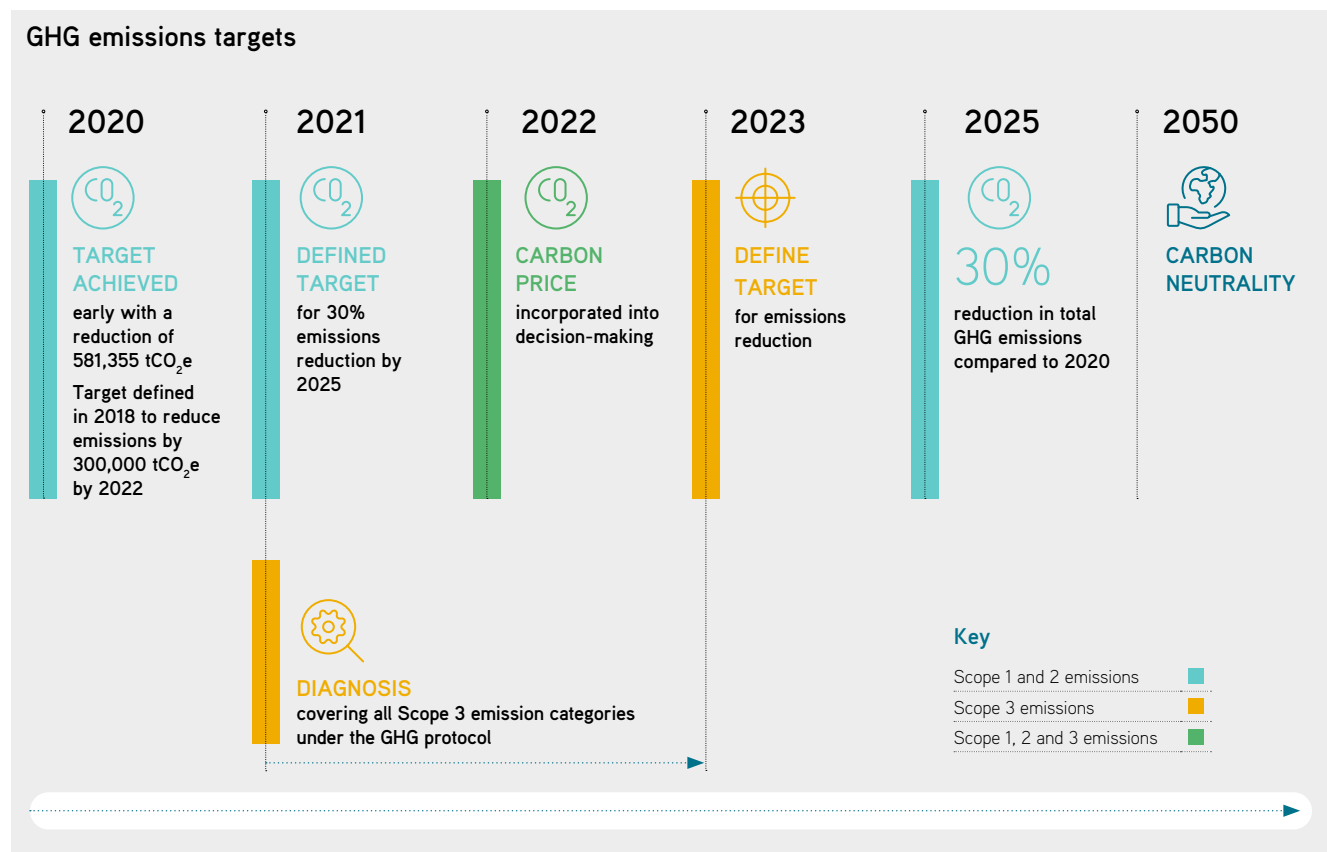 GHG emissions targets
2020
CO2
TARGET
ACHIEVED
early with a
reduction of
581,355 tCO2e
Target defined
in 2018 to reduce
emissions by
300,000 tCO2e
by 2022
2021
CO2
DEFINED
TARGET
for 30%
emissions
reduction by
2025
DIAGNOSIS
covering all Scope 3 emission categories
under the GHG protocol
2022
CO2
CARBON
PRICE
incorporated into
decision-making
2023
DEFINE
TARGET
for emissions
reduction
2025
CO2
30%
reduction in total
GHG emissions
compared to 2020
2050
CARBON
NEUTRALITY
Key
Scope 1 and 2 emissions
Scope 3 emissions
Scope 1, 2 and 3 emissions